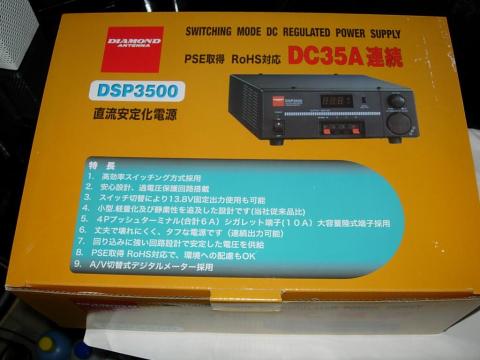 DIAMOND
ANTENNA
SWITCHING MODE DC REGULATED POWER SUPPLY
PSE取得 RoHS対応 DC35A連続
DSP3500
直流安定化電源
DSP3500
特長
1. 高効率スイッチング方式採用
2. 安心設計、過電圧保護回路搭載
3. スイッチ切替により13.8V固定出力使用も可能
4. 小型、軽量化及び静粛性を追及した設計です(当社従来品比)
5. 4Pプッシュターミナル(合計6A)シガレット端子(10A)大容量陸式端子採用
6. 丈夫で壊れにくく、タフな電源です(連続出力可能)
7. 回り込みに強い回路設計で安定した電圧を供給
8. PSE取得 RoHS対応で、環境への配慮もOK
9. A/V切替式デジタルメーター採用